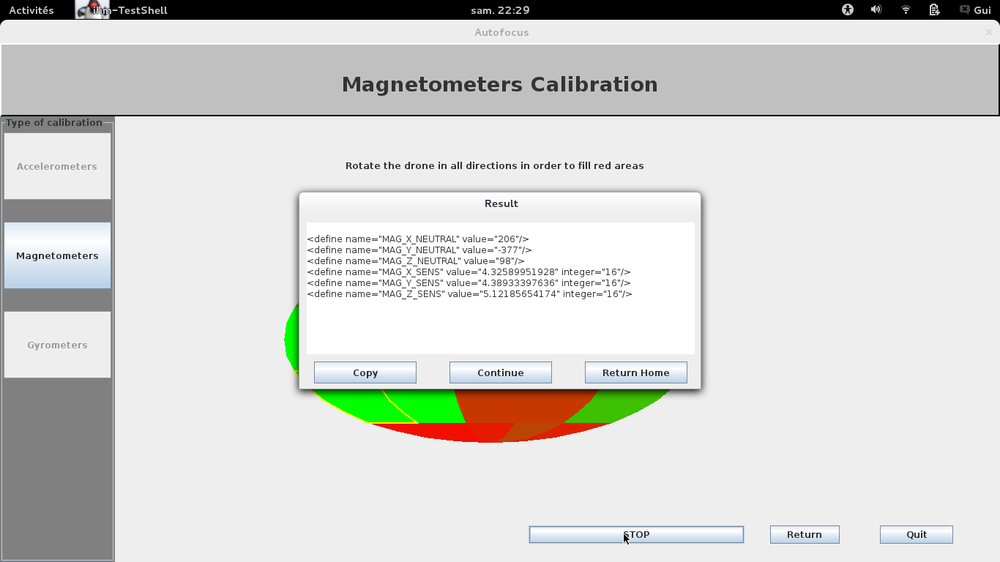 Activités ihm-TestShell sam. 22:29 Gui
Autofocus
Magnetometers Calibration
Type of calibration
Accelerometers
Magnetometers
Gyrometers
Rotate the drone in all directions in order to fill red areas
Result
<define name="MAG_X_NEUTRAL" value="206"/>
<define name="MAG_Y_NEUTRAL" value="-377"/>
<define name="MAG_Z_NEUTRAL" value="98"/>
<define name="MAG_X_SENS" value="4.32589951928" integer="16"/>
<define name="MAG_Y_SENS" value="4.38933397636" integer="16"/>
<define name="MAG_Z_SENS" value="5.12185654174" integer="16"/>
Copy Continue Return Home
STOP Return Quit